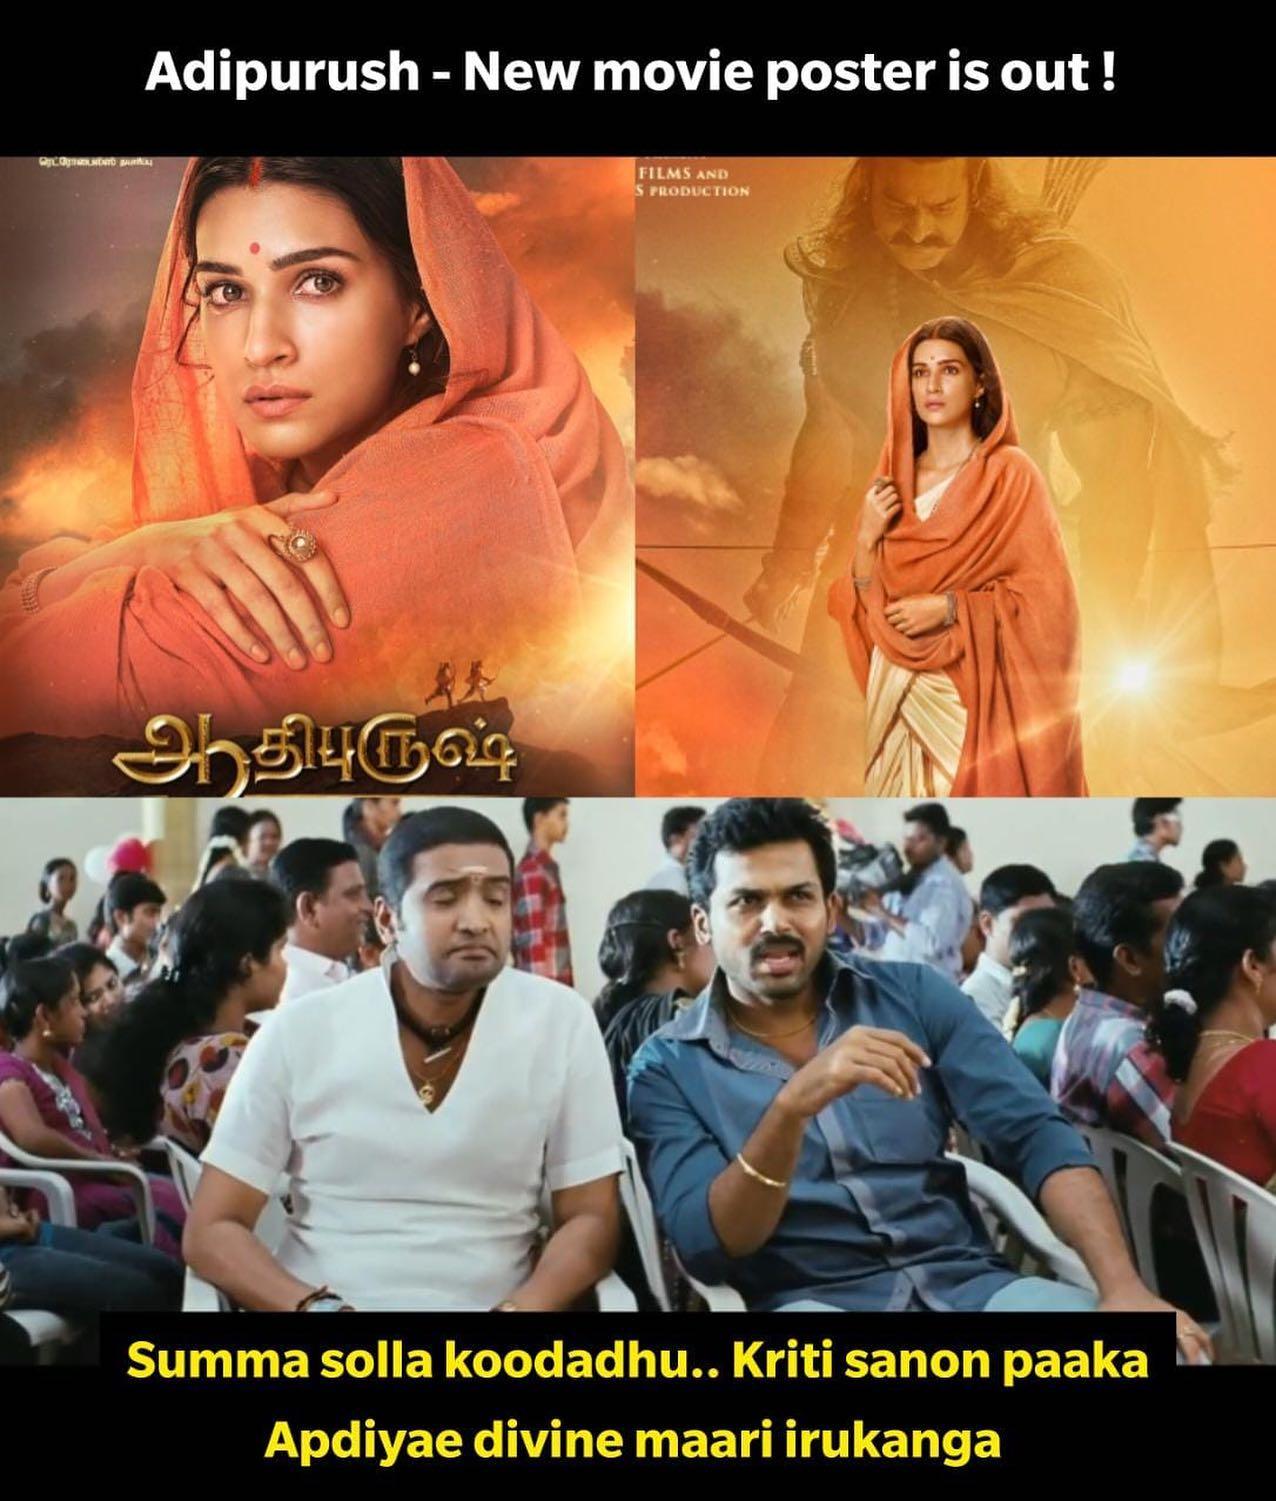 Adipurush - New movie poster is out !
FILMS AND
S PRODUCTION
ஆதிபுருஷ்
Summa solla koodadhu.. Kriti sanon paaka
Apdiyae divine maari irukanga